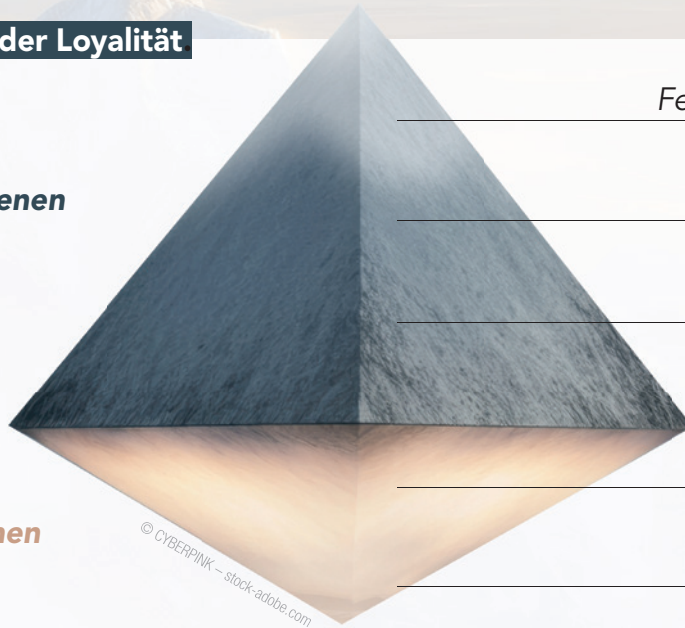 der Loyalität.
Fe
enen
nen
© CYBERPINK – stock-adobe.com